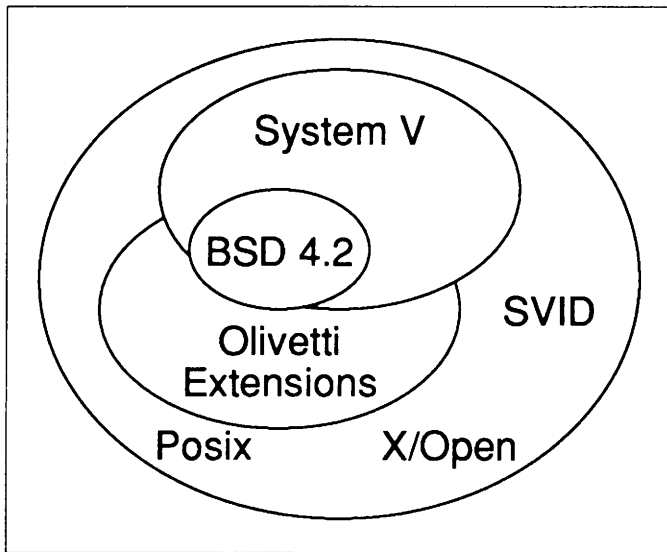 System V
BSD 4.2
SVID
Olivetti
Extensions
Posix
X/Open